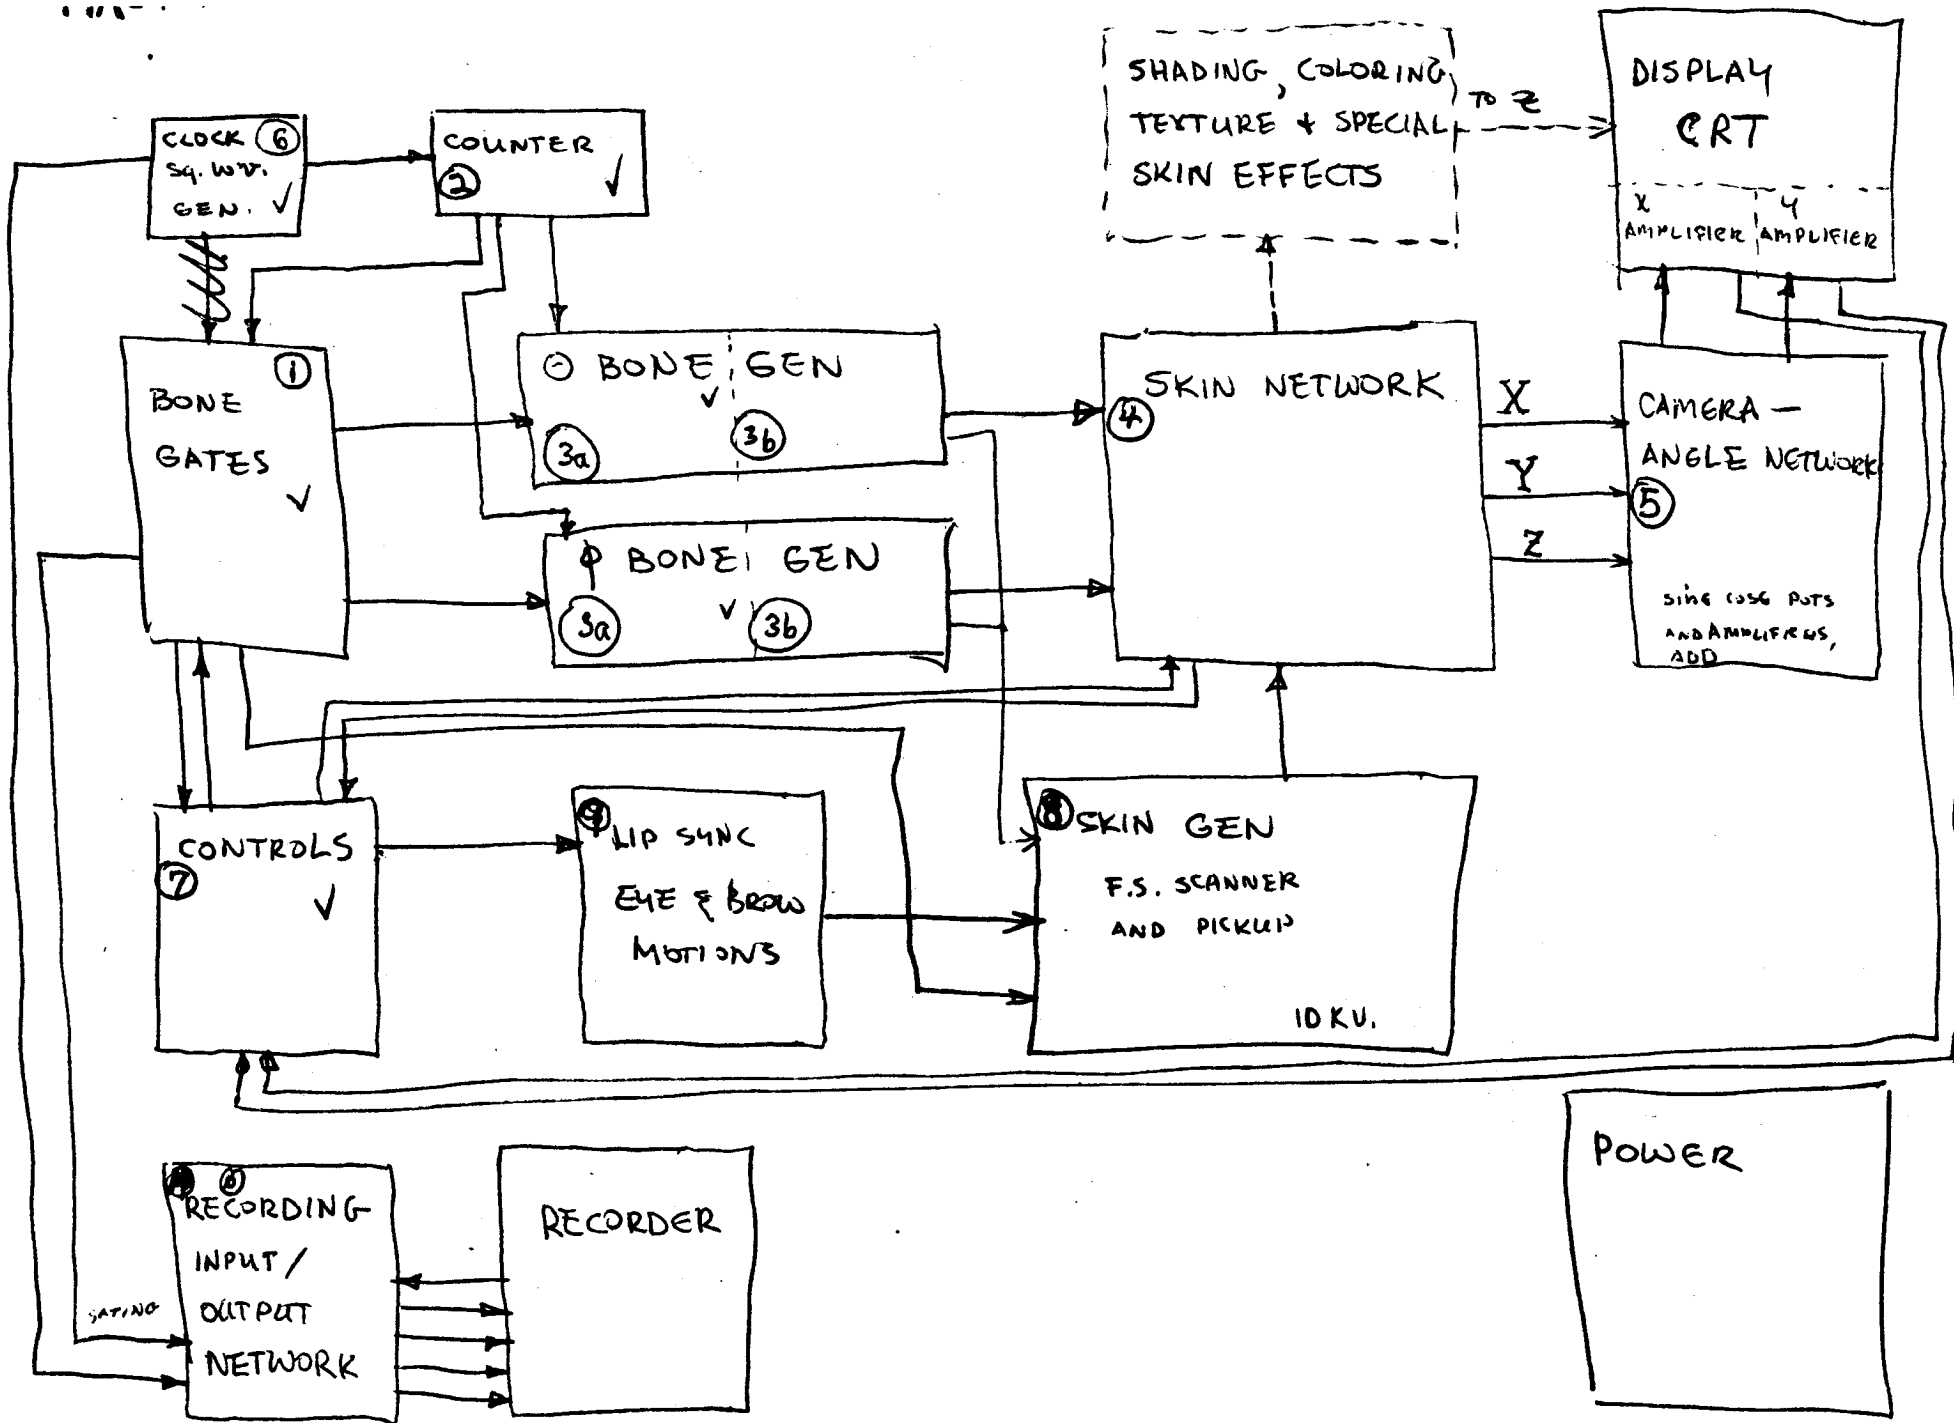 CLOCK 6
SQ. WV.
GEN. ✓
COUNTER
2 ✓
SHADING, COLORING,
TEXTURE & SPECIAL
SKIN EFFECTS
TO Z
DISPLAY
CRT
X
AMPLIFIER
Y
AMPLIFIER
1
BONE
GATES
✓
Θ BONE GEN
✓
3a 3b
φ BONE GEN
✓
3a 3b
SKIN NETWORK
4
X
Y
Z
CAMERA —
ANGLE NETWORK
5
SINE COSE POTS
AND AMPLIFIERS,
ADD
CONTROLS
7
✓
9 LIP SYNC
EYE & BROW
MOTIONS
8 SKIN GEN
F.S. SCANNER
AND PICKUP
10 KV.
GATING
RECORDING
INPUT /
OUTPUT
NETWORK
RECORDER
POWER